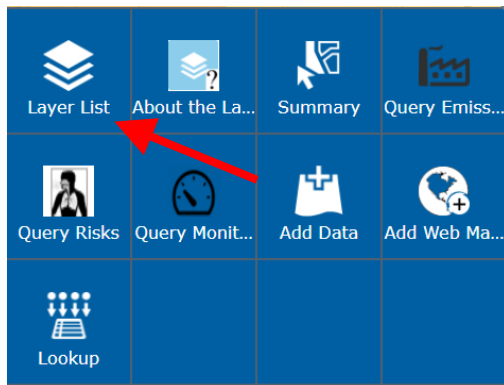 Layer List
?
About the La...
Summary
Query Emiss...
Query Risks
Query Monit...
Add Data
Add Web Ma...
Lookup